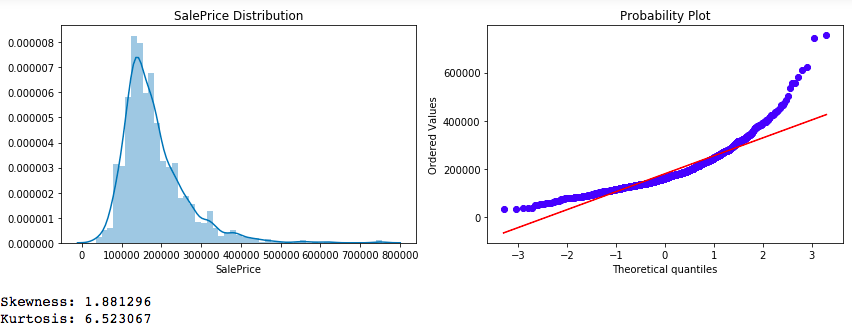 SalePrice Distribution
0.000008
0.000007
0.000006
0.000005
0.000004
0.000003
0.000002
0.000001
0.000000
0 100000 200000 300000 400000 500000 600000 700000 800000
SalePrice
Probability Plot
Ordered Values
600000
400000
200000
0
−3 −2 −1 0 1 2 3
Theoretical quantiles
Skewness: 1.881296
Kurtosis: 6.523067